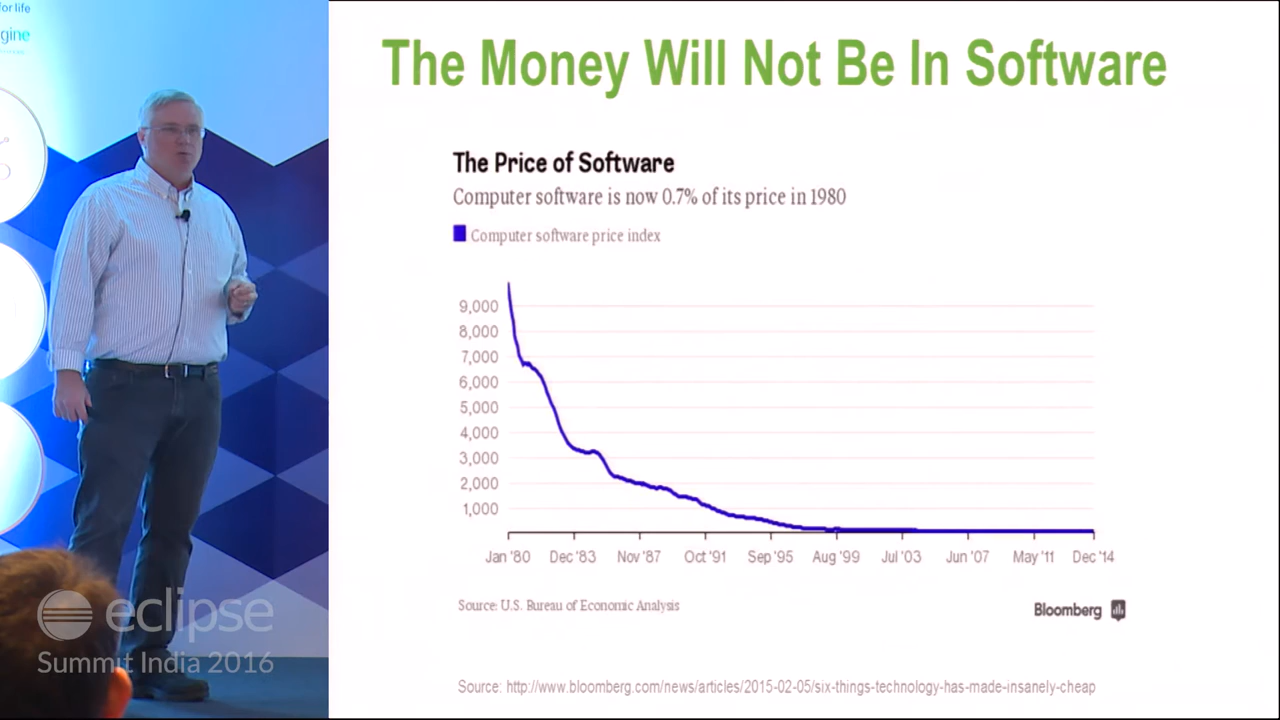 for life
gine
The Money Will Not Be In Software
The Price of Software
Computer software is now 0.7% of its price in 1980
Computer software price index
9,000
8,000
7,000
6,000
5,000
4,000
3,000
2,000
1,000
Jan '80 Dec '83 Nov '87 Oct '91 Sep '95 Aug '99 Jul '03 Jun '07 May '11 Dec '14
Source: U.S. Bureau of Economic Analysis
Bloomberg
Source: http://www.bloomberg.com/news/articles/2015-02-05/six-things-technology-has-made-insanely-cheap
eclipse
Summit India 2016